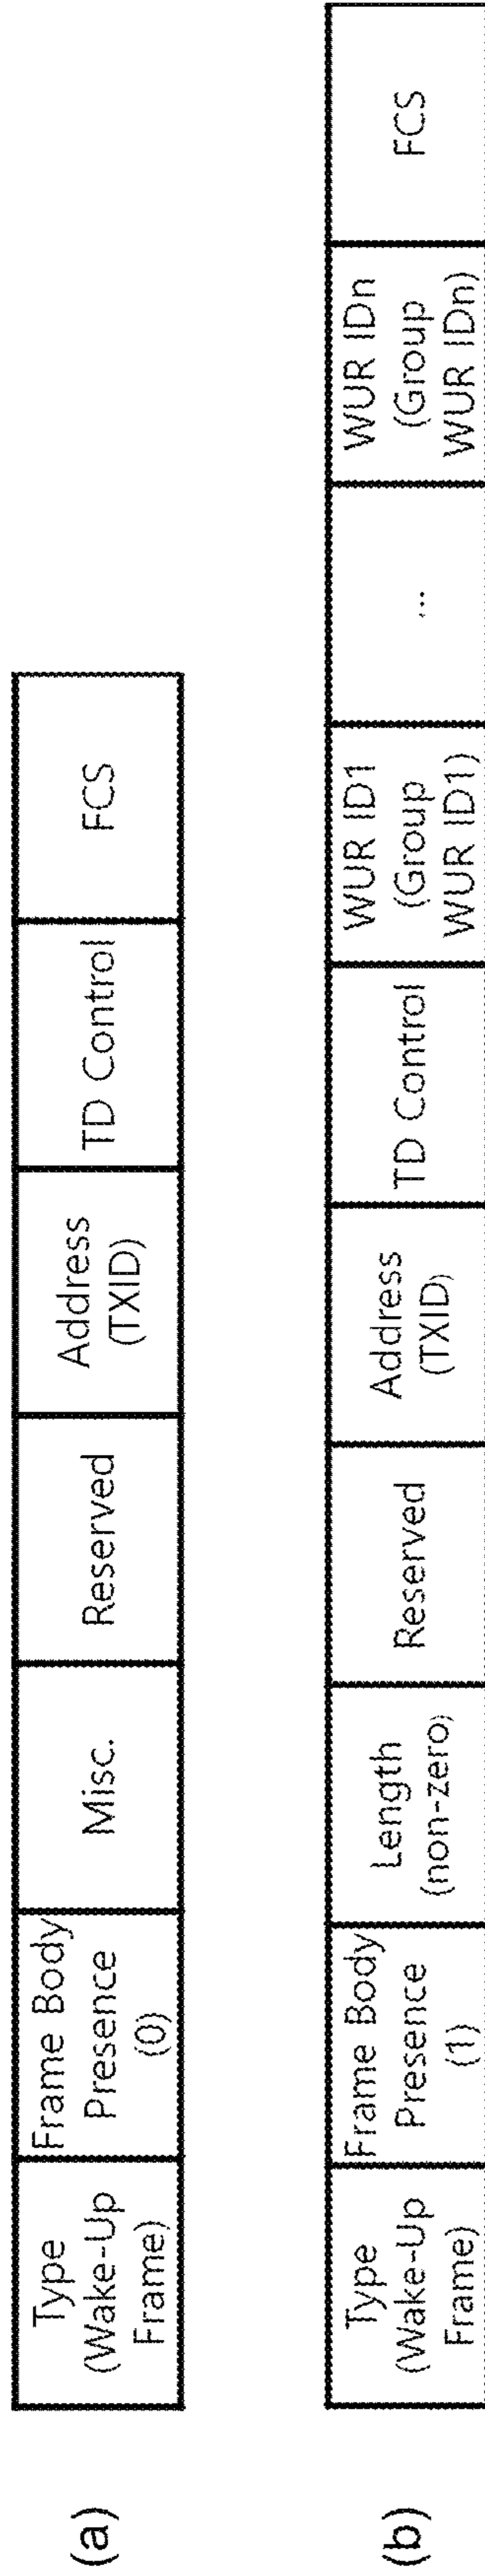 (a)
Type
(Wake-Up
Frame)
Frame Body
Presence
(0)
Misc.
Reserved
Address
(TXID)
TD Control
FCS
(b)
Type
(Wake-Up
Frame)
Frame Body
Presence
(1)
Length
(non-zero)
Reserved
Address
(TXID)
TD Control
WUR ID1
(Group
WUR ID1)
...
WUR IDn
(Group
WUR IDn)
FCS